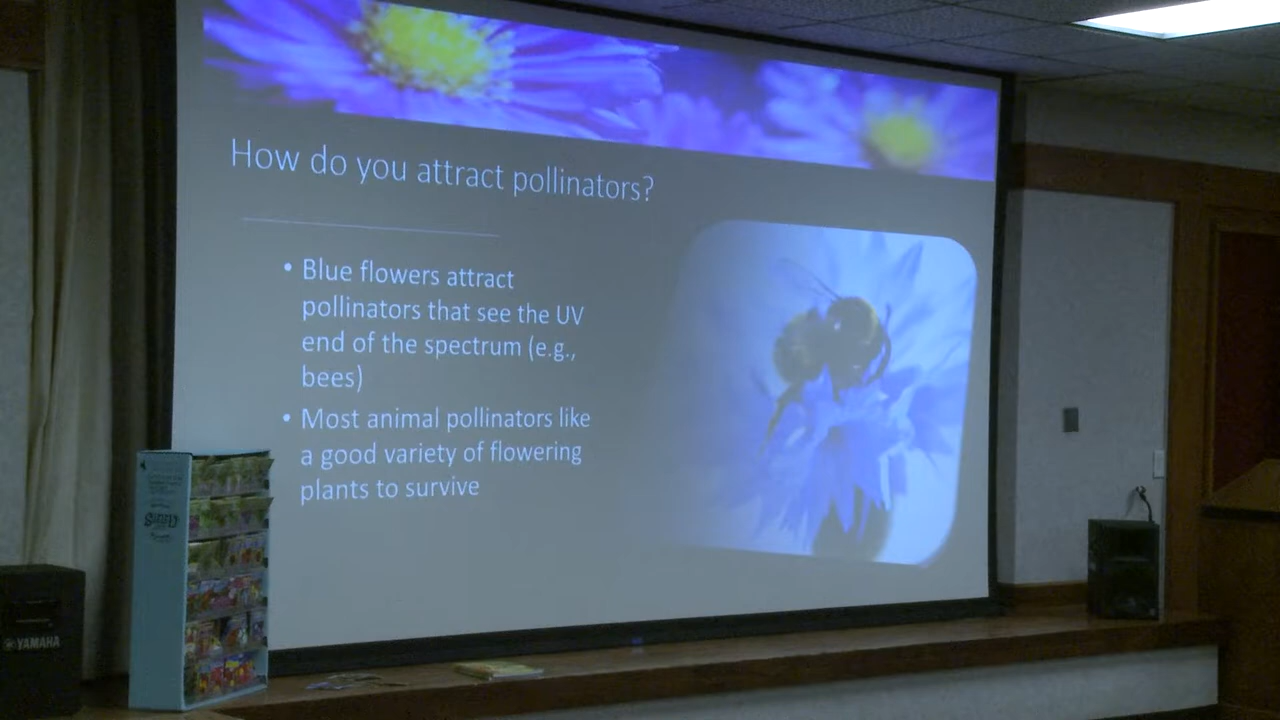 How do you attract pollinators?
• Blue flowers attract
pollinators that see the UV
end of the spectrum (e.g.,
bees)
• Most animal pollinators like
a good variety of flowering
plants to survive
YAMAHA